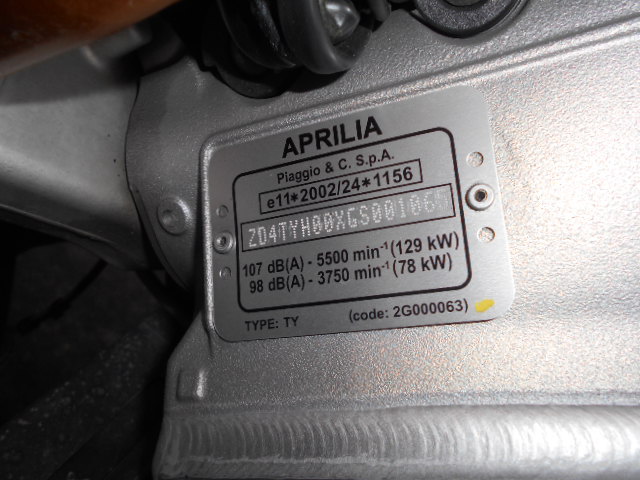 APRILIA
Piaggio & C. S.p.A.
e11*2002/24*1156
107 dB(A) - 5500 min⁻¹ (129 kW)
98 dB(A) - 3750 min⁻¹ (78 kW)
TYPE: TY (code: 2G000063)